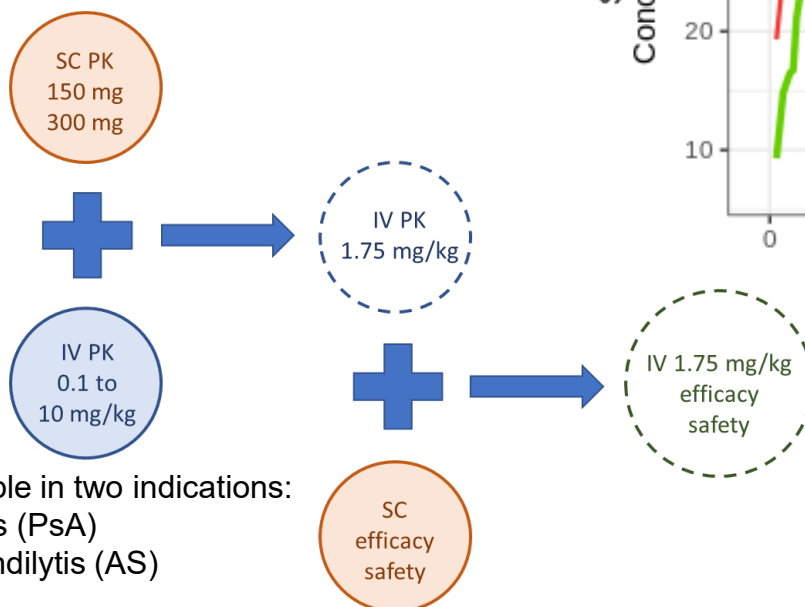 SC PK
150 mg
300 mg
IV PK
1.75 mg/kg
IV PK
0.1 to
10 mg/kg
IV 1.75 mg/kg
efficacy
safety
SC
efficacy
safety
in two indications:
(PsA)
(AS)
20
10
0